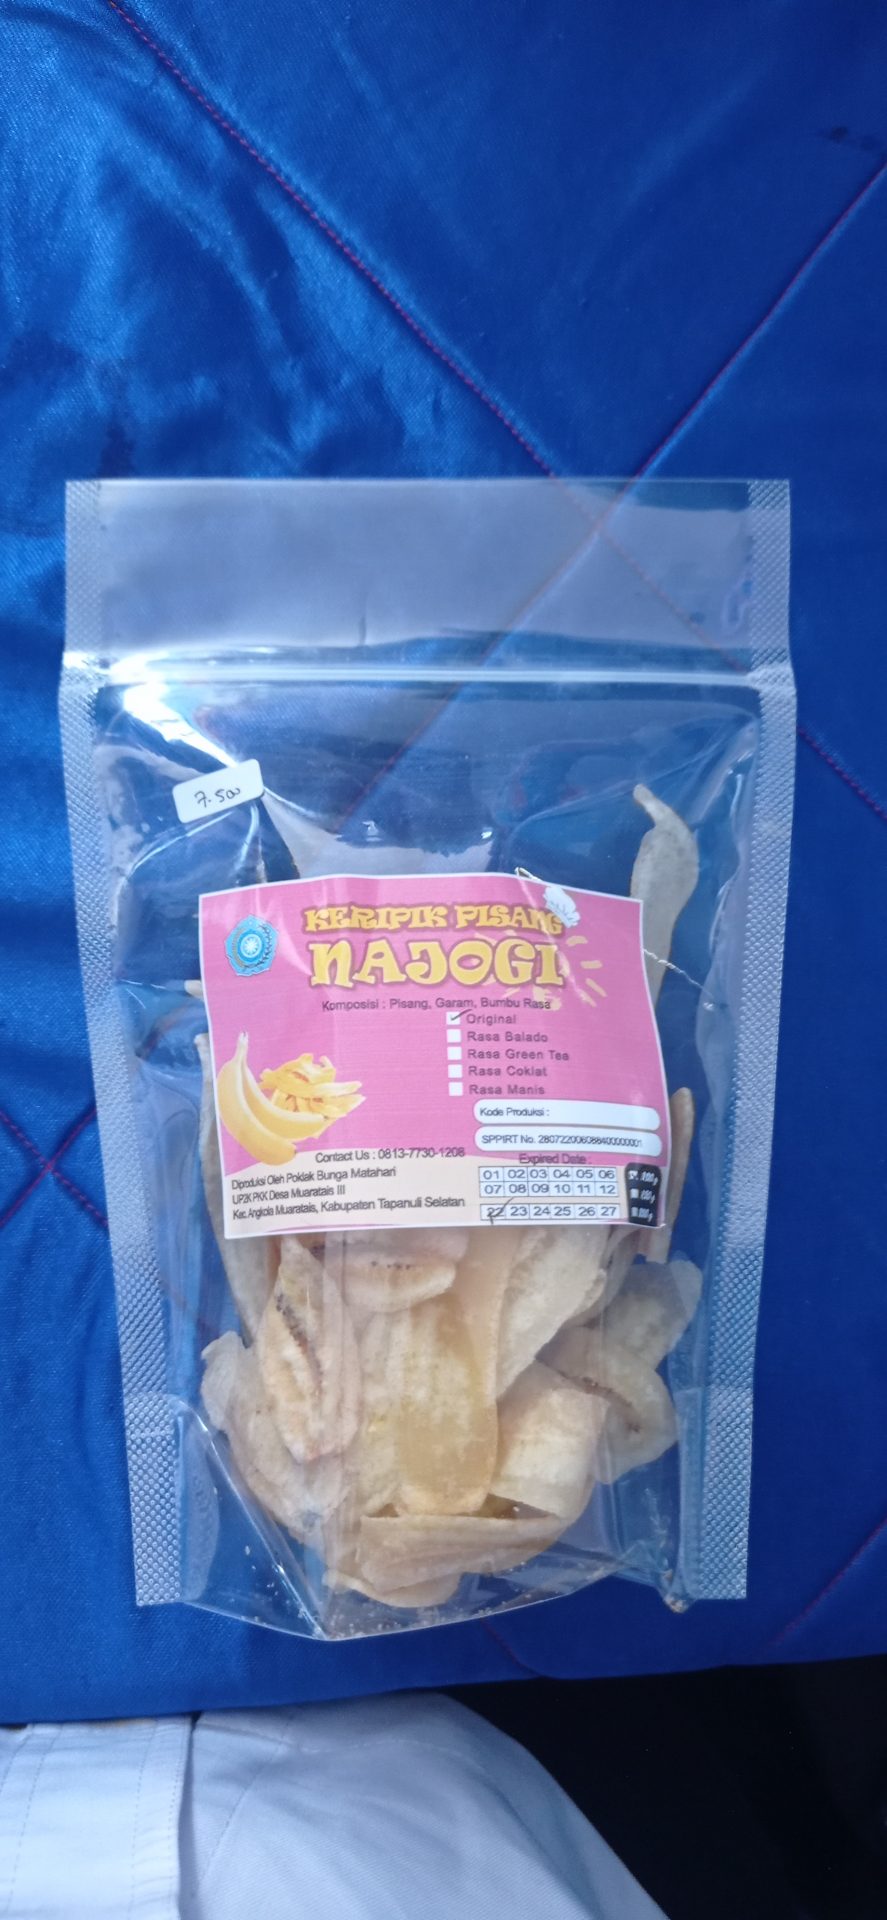 7.500
KERIPIK PISANG
NAJOGI
Komposisi : Pisang, Garam, Bumbu Rasa
Original
Rasa Balado
Rasa Green Tea
Rasa Coklat
Rasa Manis
Kode Produksi :
SPPIRT No.
Contact Us : 0813-7730-1208
Diproduksi Oleh Poklak Bunga Matahari
UP2K PKK Desa Muaratais III
Kec. Angkola Muaratais, Kabupaten Tapanuli Selatan
Expired Date :
01 02 03 04 05 06
07 08 09 10 11 12
22 23 24 25 26 27